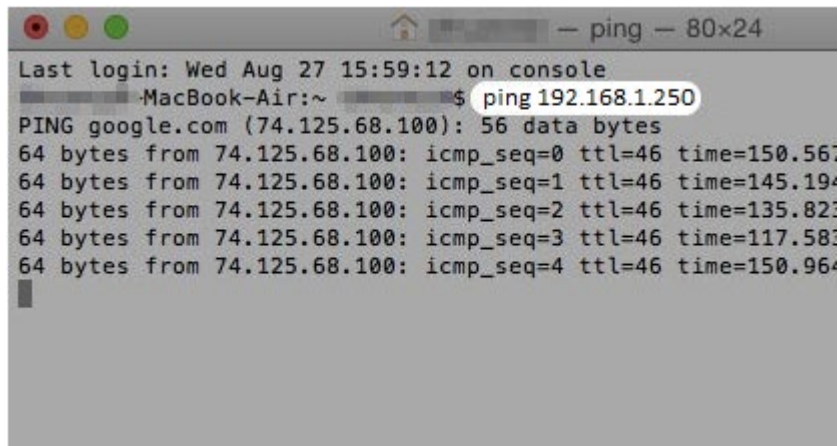 — ping — 80×24
Last login: Wed Aug 27 15:59:12 on console
-MacBook-Air:~ $ ping 192.168.1.250
PING google.com (74.125.68.100): 56 data bytes
64 bytes from 74.125.68.100: icmp_seq=0 ttl=46 time=150.567
64 bytes from 74.125.68.100: icmp_seq=1 ttl=46 time=145.194
64 bytes from 74.125.68.100: icmp_seq=2 ttl=46 time=135.823
64 bytes from 74.125.68.100: icmp_seq=3 ttl=46 time=117.583
64 bytes from 74.125.68.100: icmp_seq=4 ttl=46 time=150.964